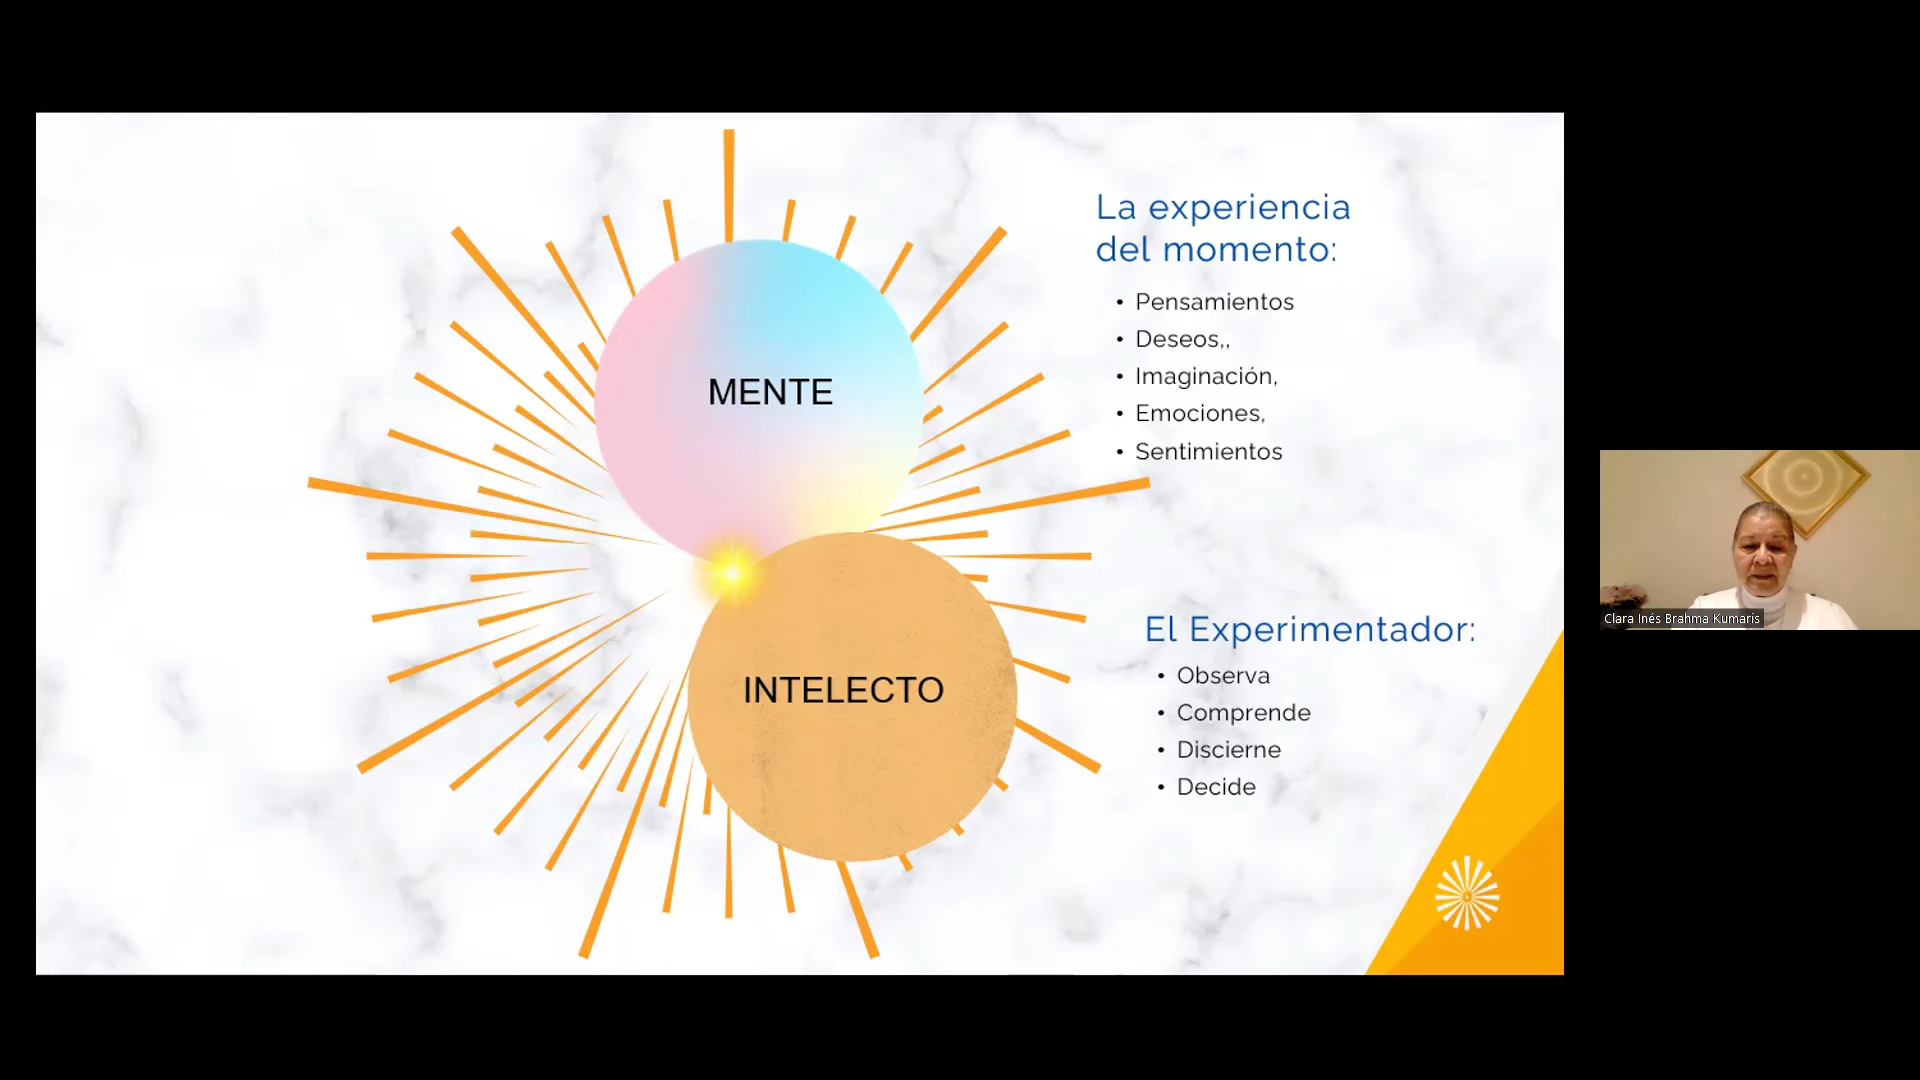 La experiencia
del momento:
• Pensamientos
• Deseos,,
• Imaginación,
• Emociones,
• Sentimientos
MENTE
INTELECTO
El Experimentador:
• Observa
• Comprende
• Discierne
• Decide
Clara Inés Brahma Kumaris